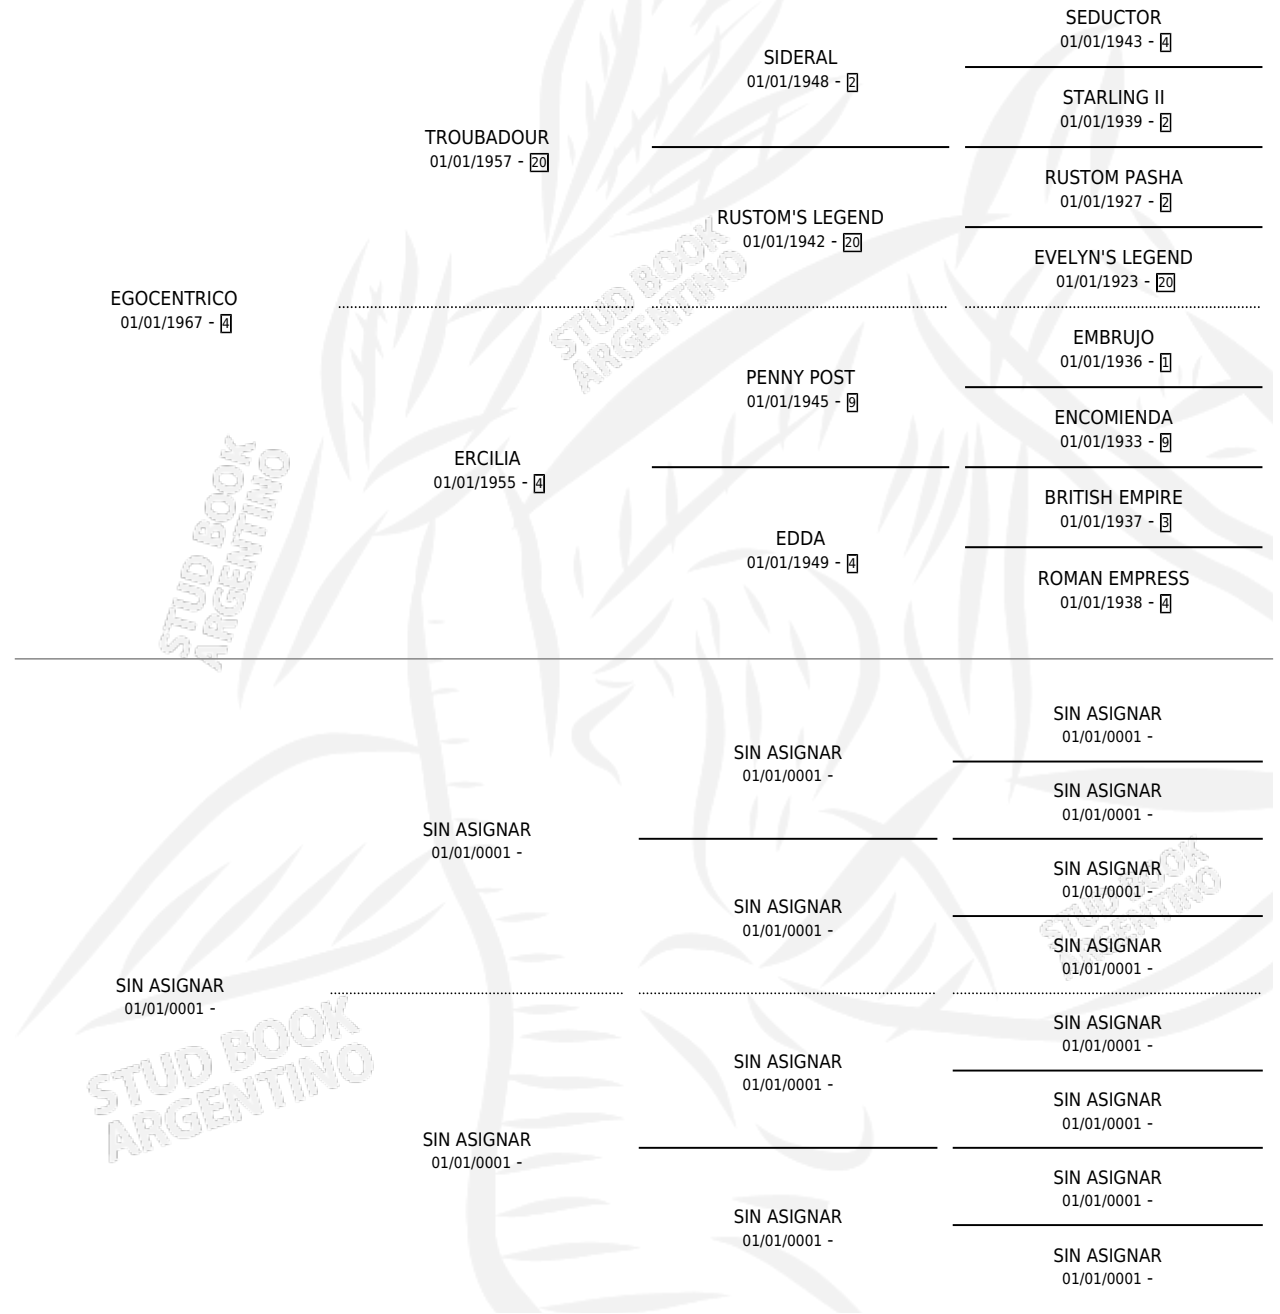 SEDUCTOR
01/01/1943 - 4
SIDERAL
01/01/1948 - 2
STARLING II
01/01/1939 - 2
TROUBADOUR
01/01/1957 - 20
RUSTOM PASHA
01/01/1927 - 2
RUSTOM'S LEGEND
01/01/1942 - 20
EVELYN'S LEGEND
01/01/1923 - 20
EGOCENTRICO
01/01/1967 - 4
STUD BOOK
ARGENTINO
EMBRUJO
01/01/1936 - 1
PENNY POST
01/01/1945 - 9
ENCOMIENDA
01/01/1933 - 9
ERCILIA
01/01/1955 - 4
BRITISH EMPIRE
01/01/1937 - 3
EDDA
01/01/1949 - 4
ROMAN EMPRESS
01/01/1938 - 4
STUD BOOK
ARGENTINO
SIN ASIGNAR
01/01/0001 -
SIN ASIGNAR
01/01/0001 -
SIN ASIGNAR
01/01/0001 -
SIN ASIGNAR
01/01/0001 -
SIN ASIGNAR
01/01/0001 -
SIN ASIGNAR
01/01/0001 -
SIN ASIGNAR
01/01/0001 -
STUD BOOK
ARGENTINO
SIN ASIGNAR
01/01/0001 -
SIN ASIGNAR
01/01/0001 -
SIN ASIGNAR
01/01/0001 -
SIN ASIGNAR
01/01/0001 -
STUD BOOK
ARGENTINO
SIN ASIGNAR
01/01/0001 -
SIN ASIGNAR
01/01/0001 -
SIN ASIGNAR
01/01/0001 -
SIN ASIGNAR
01/01/0001 -